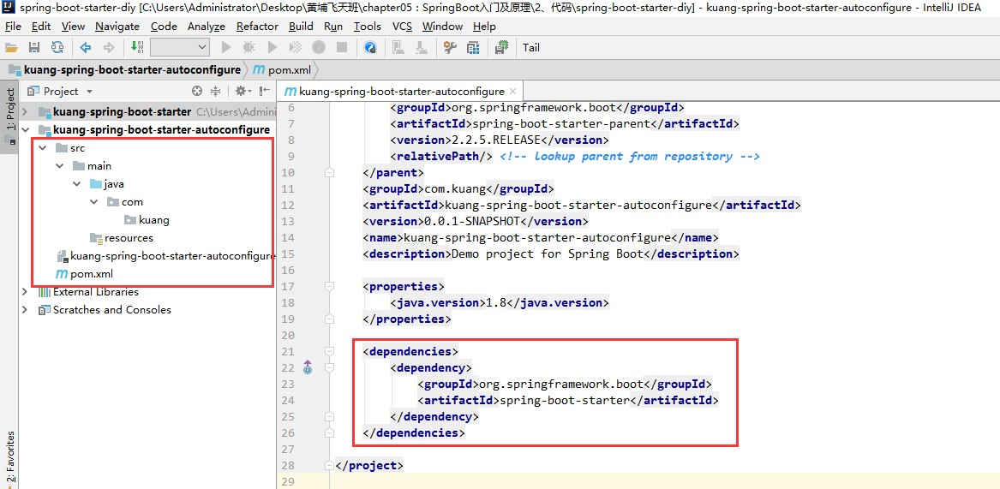 spring-boot-starter-diy [C:\Users\Administrator\Desktop\黄埔飞天班\chapter05：SpringBoot入门及原理\2、代码\spring-boot-starter-diy] - kuang-spring-boot-starter-autoconfigure - IntelliJ IDEA
File Edit View Navigate Code Analyze Refactor Build Run Tools VCS Window Help
Tail
kuang-spring-boot-starter-autoconfigure m pom.xml
1: Project
2: Favorites
Project
kuang-spring-boot-starter C:\Users\Admini
kuang-spring-boot-starter-autoconfigure
src
main
java
com
kuang
resources
kuang-spring-boot-starter-autoconfigure
m pom.xml
External Libraries
Scratches and Consoles
m kuang-spring-boot-starter-autoconfigure
6 <groupId>org.springframework.boot</groupId>
7 <artifactId>spring-boot-starter-parent</artifactId>
8 <version>2.2.5.RELEASE</version>
9 <relativePath/> <!-- lookup parent from repository -->
10 </parent>
11 <groupId>com.kuang</groupId>
12 <artifactId>kuang-spring-boot-starter-autoconfigure</artifactId>
13 <version>0.0.1-SNAPSHOT</version>
14 <name>kuang-spring-boot-starter-autoconfigure</name>
15 <description>Demo project for Spring Boot</description>
16
17 <properties>
18 <java.version>1.8</java.version>
19 </properties>
20
21 <dependencies>
22 <dependency>
23 <groupId>org.springframework.boot</groupId>
24 <artifactId>spring-boot-starter</artifactId>
25 </dependency>
26 </dependencies>
27
28 </project>
29